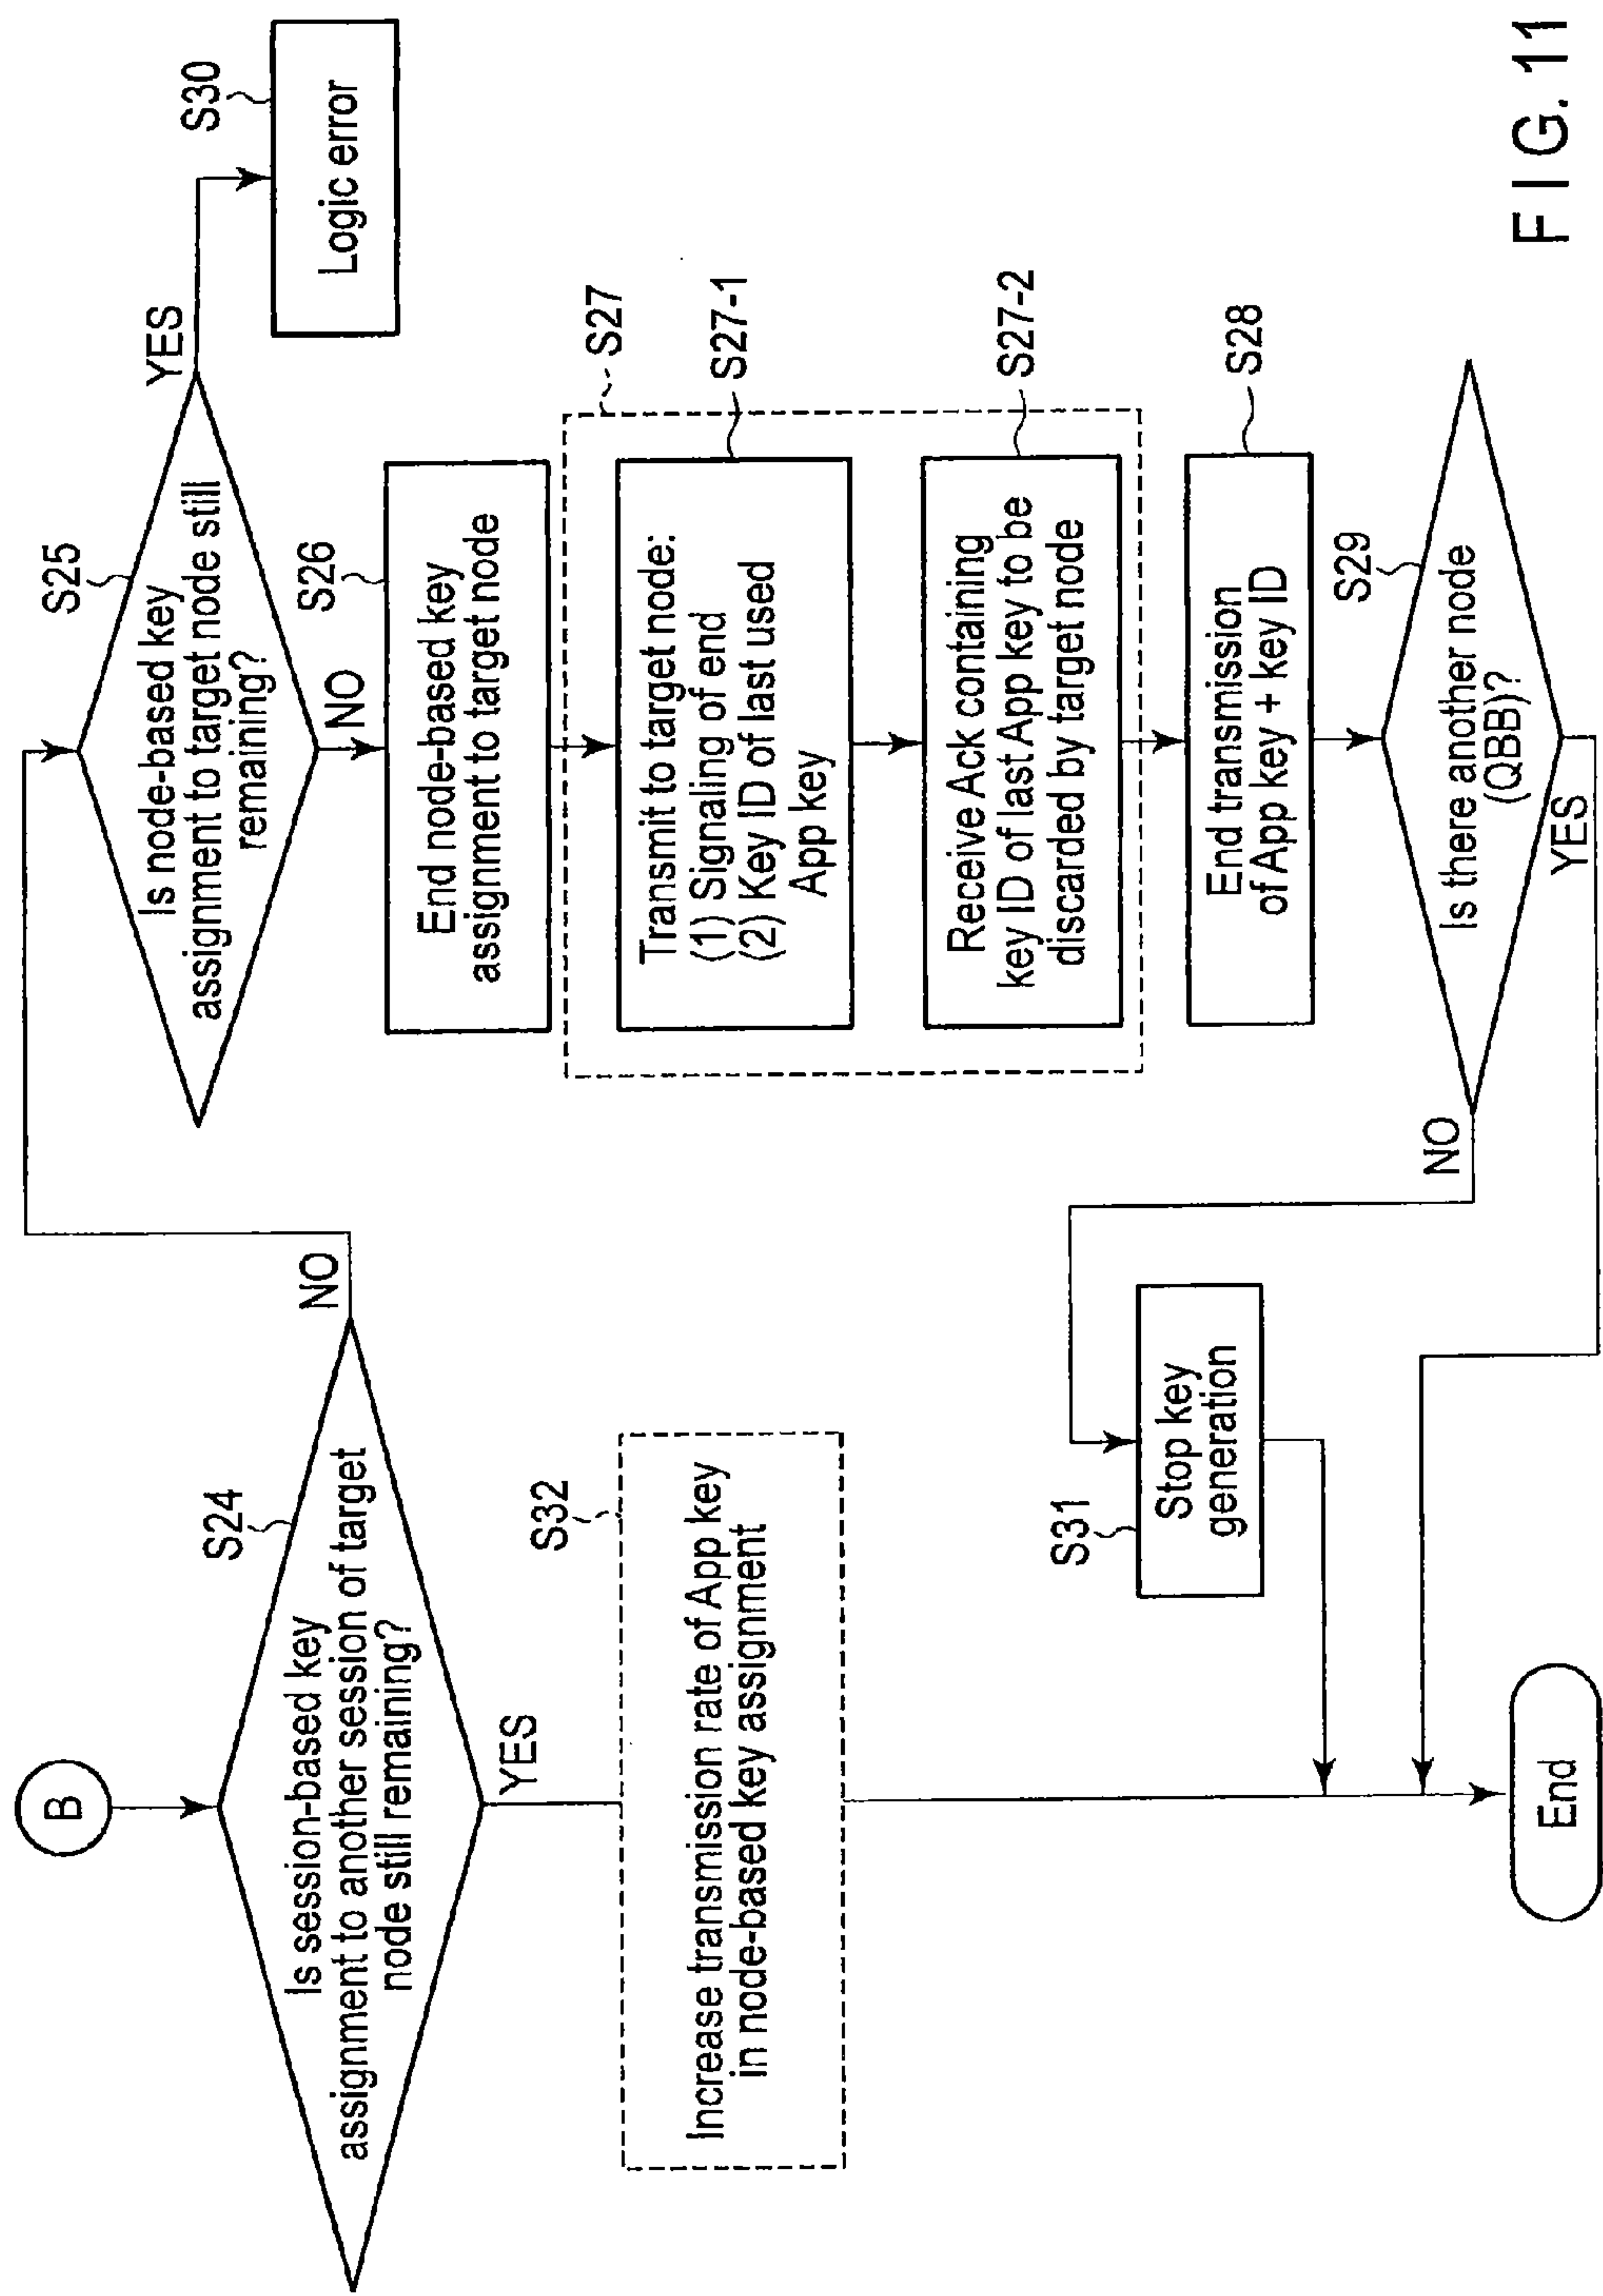 B
S24
Is session-based key
assignment to another session of target
node still remaining?
NO
YES
S32
Increase transmission rate of App key
in node-based key assignment
S31
Stop key
generation
End
S25
Is node-based key
assignment to target node still
remaining?
YES
NO
S30
Logic error
S26
End node-based key
assignment to target node
S27
S27-1
Transmit to target node:
(1) Signaling of end
(2) Key ID of last used
App key
S27-2
Receive Ack containing
key ID of last App key to be
discarded by target node
S28
End transmission
of App key + key ID
S29
Is there another node
(QBB)?
NO
YES
FIG. 11